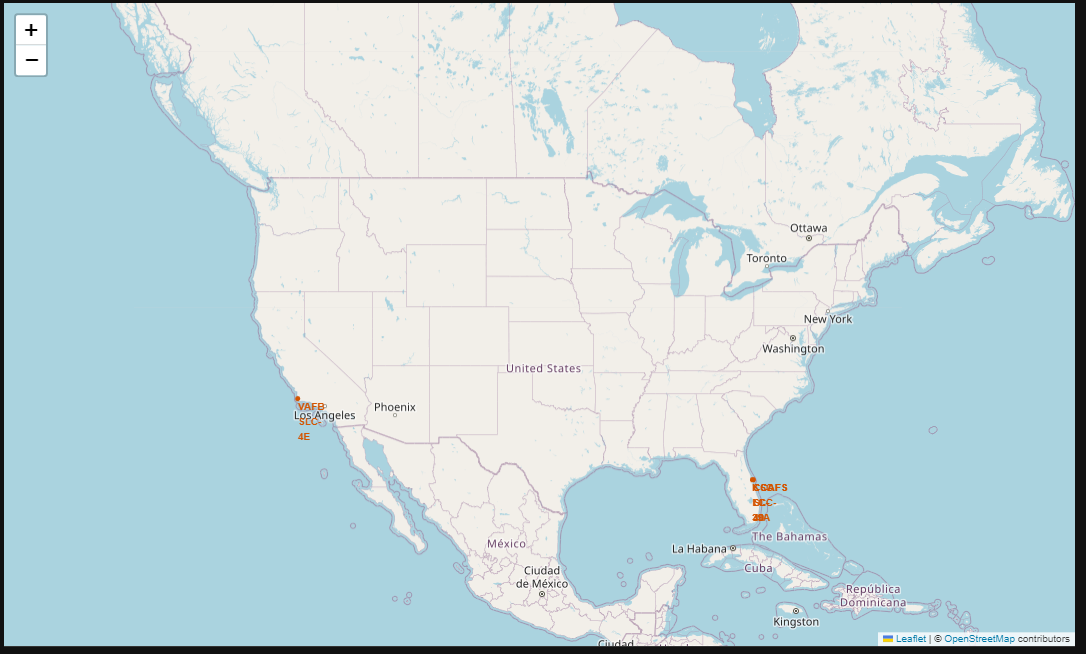 +
−
Ottawa
Toronto
New York
Washington
United States
VAFB
SLC-
4E
Los Angeles
Phoenix
The Bahamas
La Habana
México
Cuba
Ciudad
de México
República
Dominicana
Kingston
Ciudad
Leaflet | © OpenStreetMap contributors